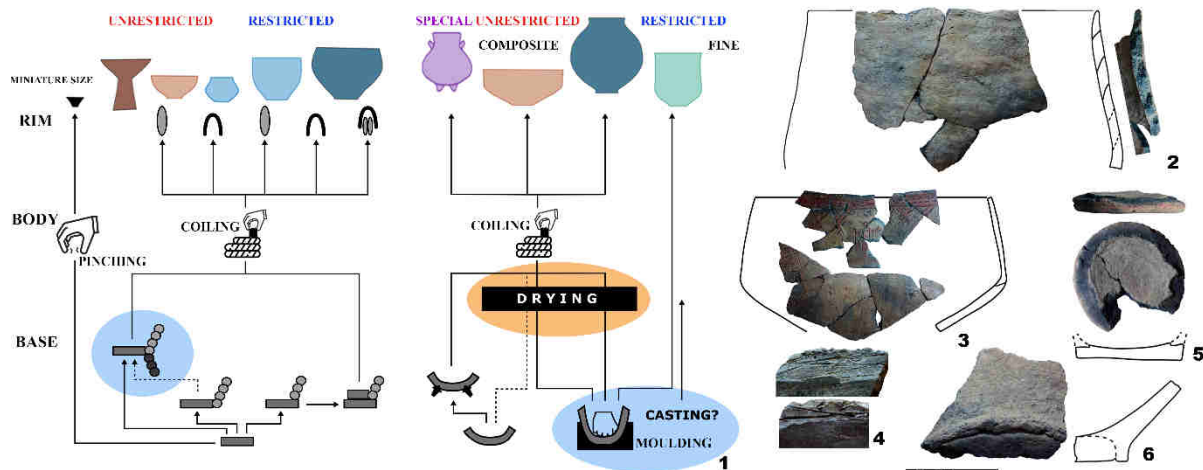 UNRESTRICTED RESTRICTED
MINIATURE SIZE
RIM
BODY
PINCHING
COILING
BASE
SPECIAL UNRESTRICTED RESTRICTED
COMPOSITE FINE
COILING
DRYING
CASTING?
MOULDING
1
2
3
4
5
6